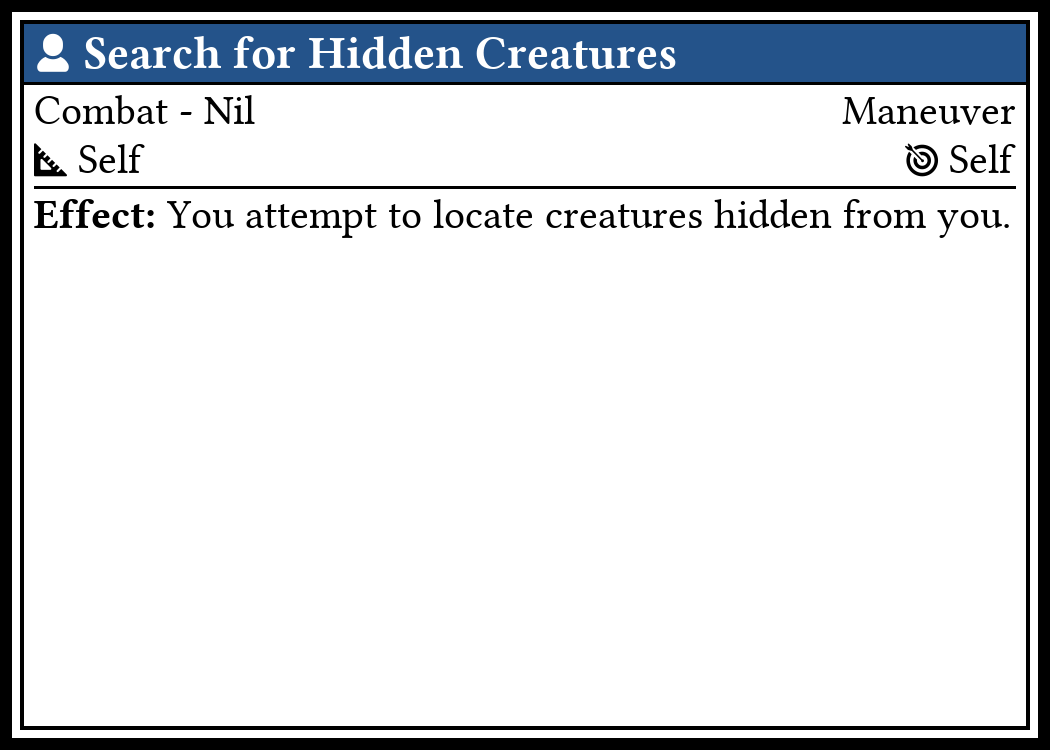 Search for Hidden Creatures
Combat - Nil Maneuver
Self Self
Effect: You attempt to locate creatures hidden from you.